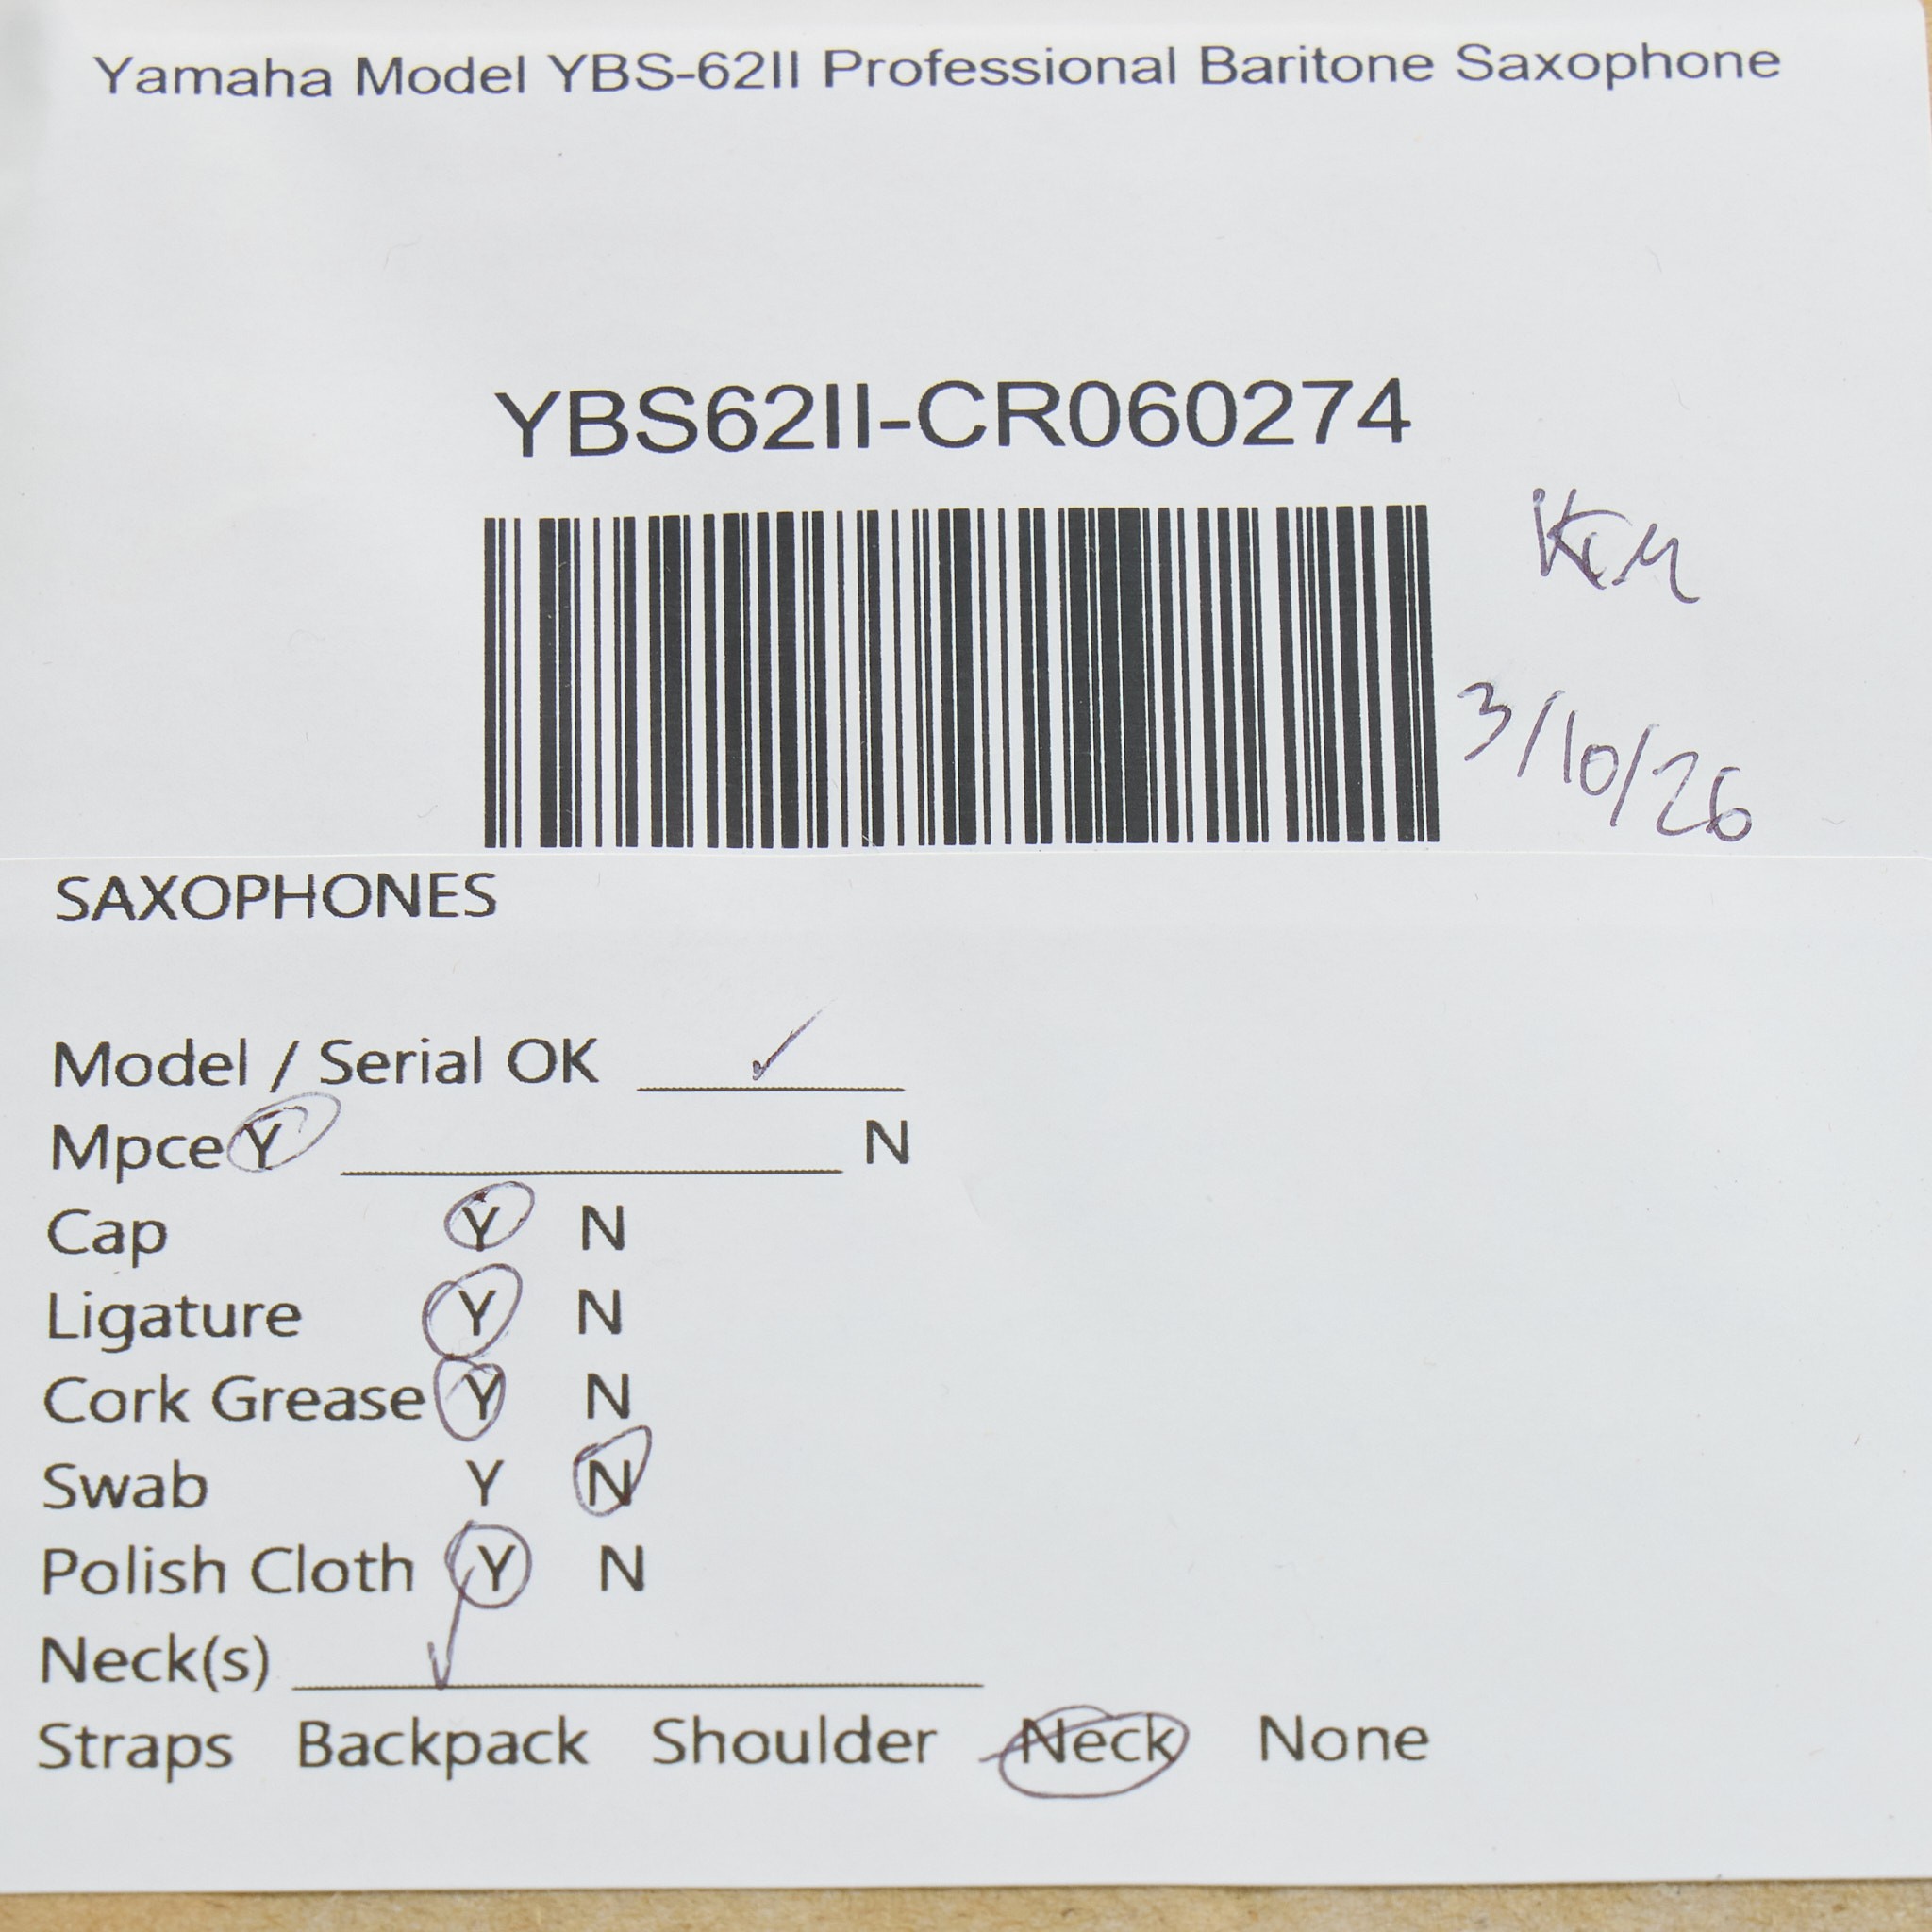 Yamaha Model YBS-62II Professional Baritone Saxophone
YBS62II-CR060274
KCM
3/10/26
SAXOPHONES
Model / Serial OK ✓
Mpce Y N
Cap Y N
Ligature Y N
Cork Grease Y N
Swab Y N
Polish Cloth Y N
Neck(s) ✓
Straps Backpack Shoulder Neck None